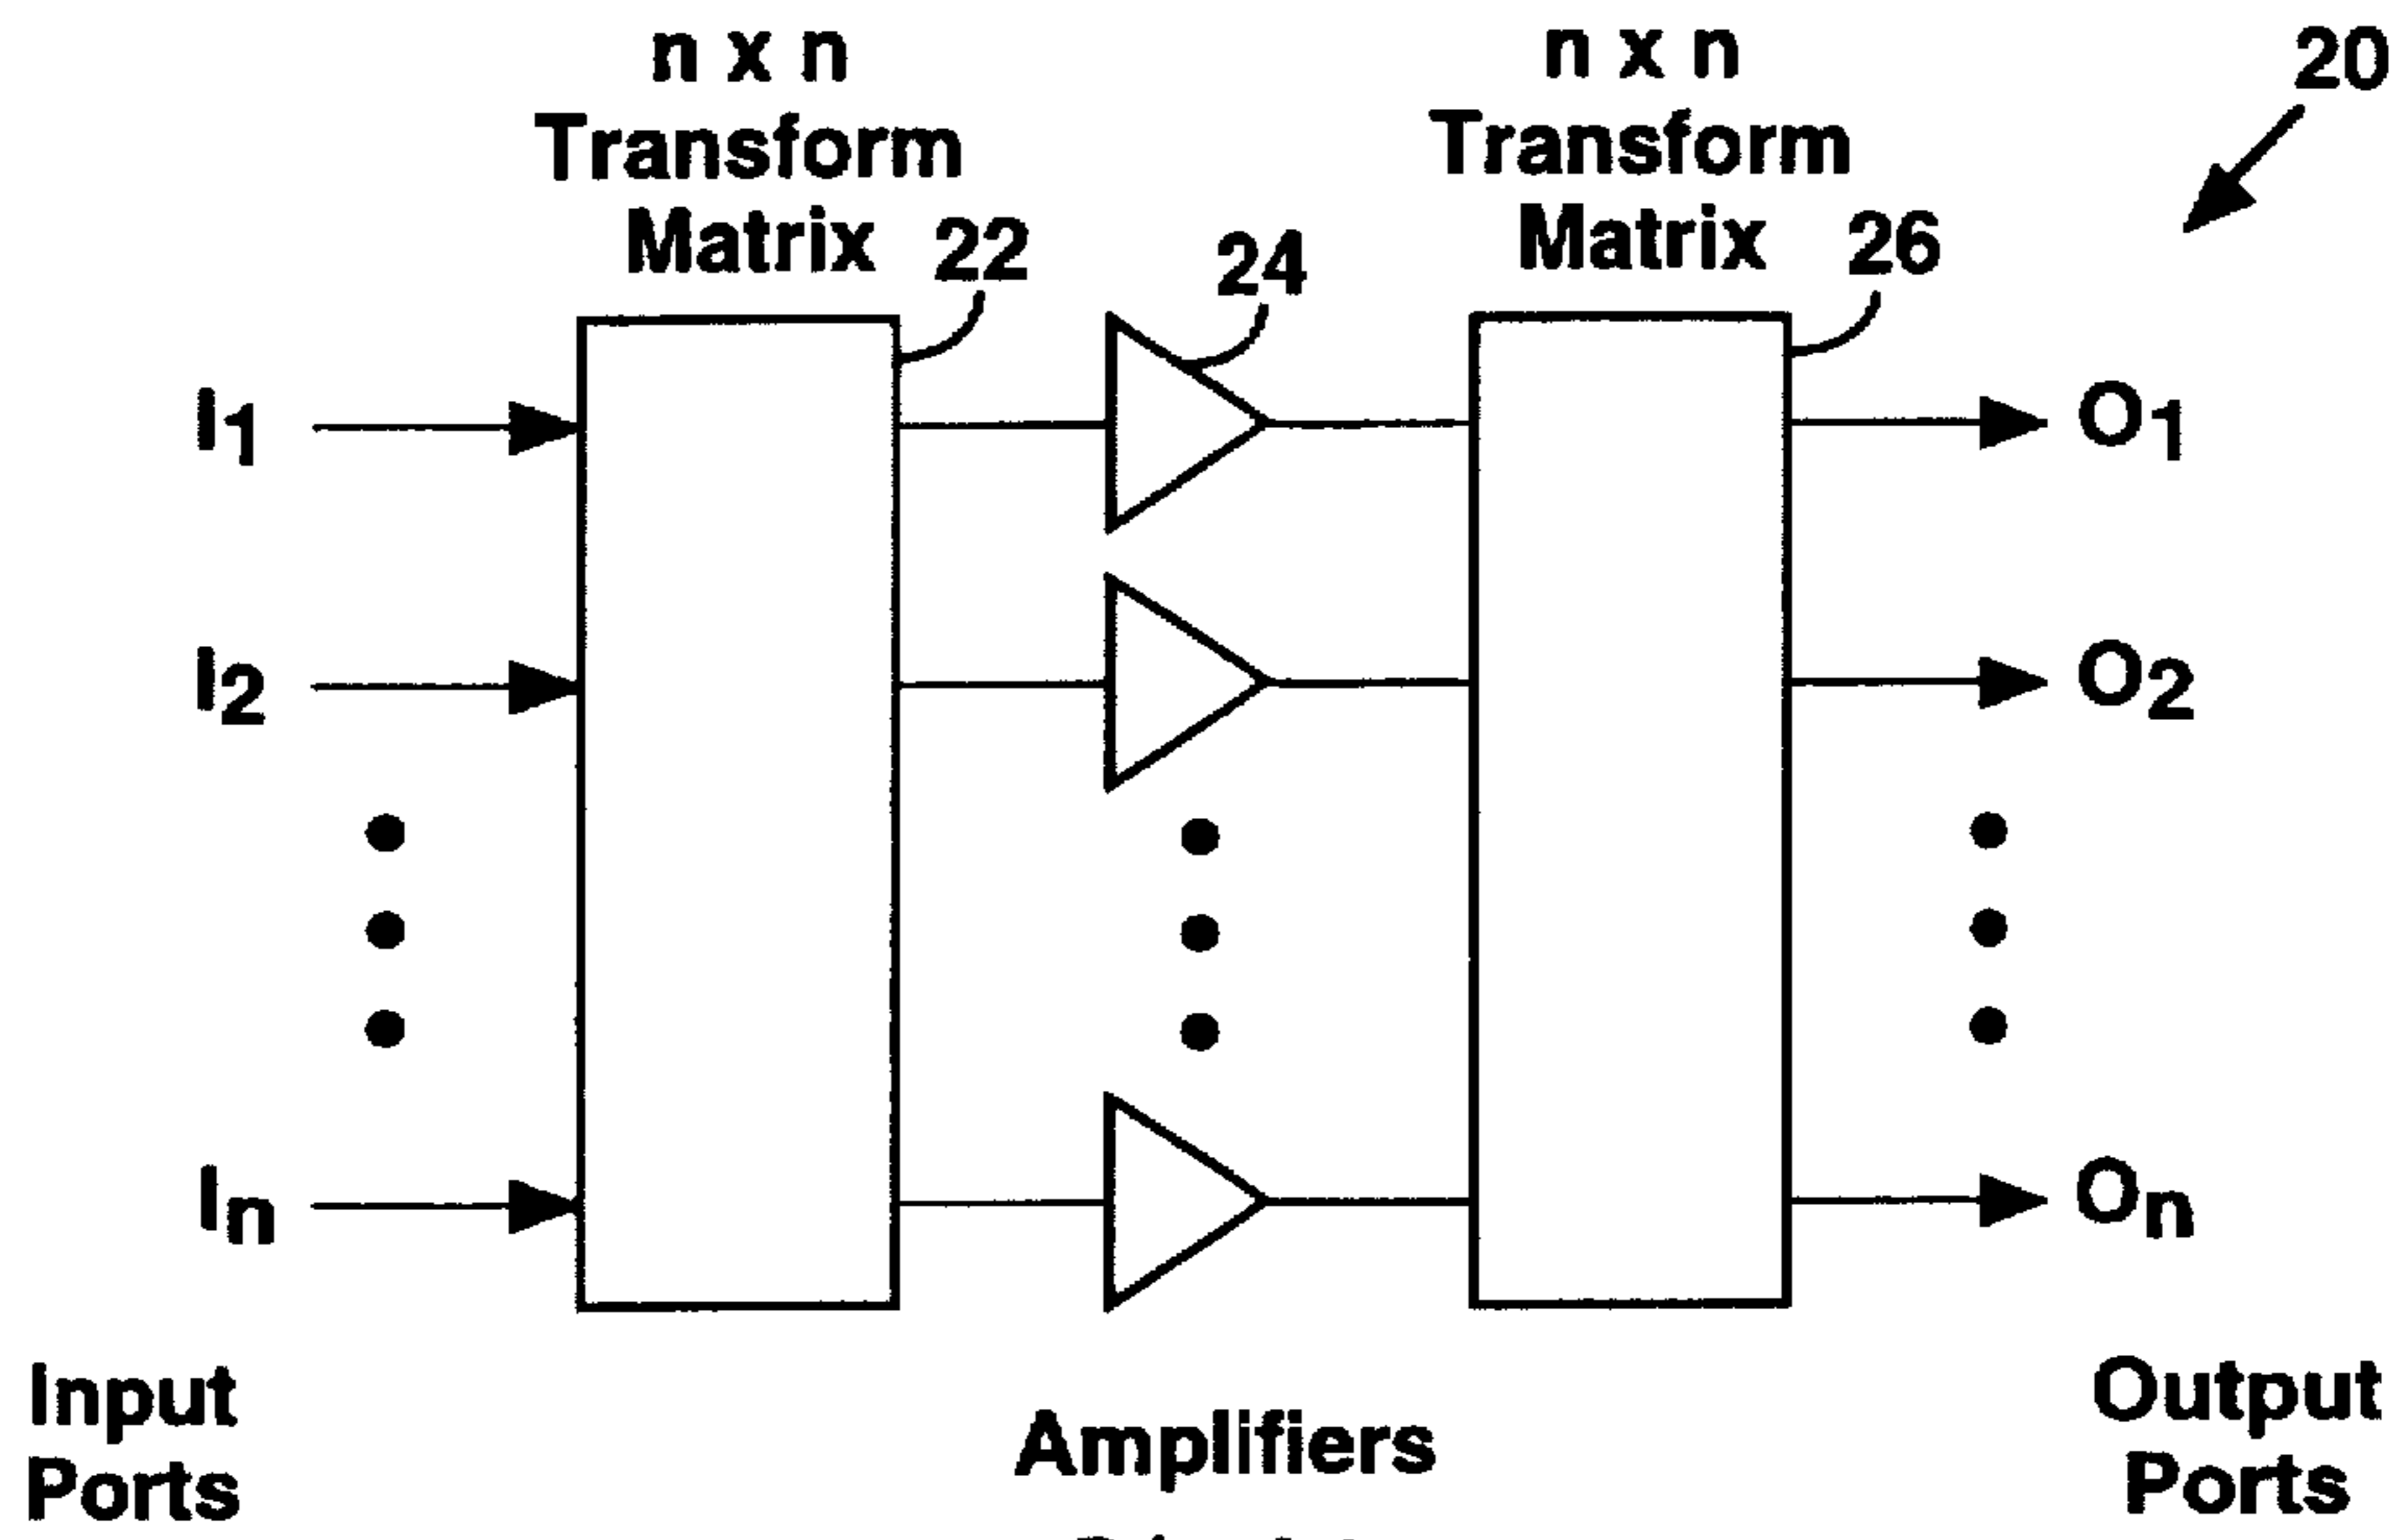 n x n
Transform
Matrix 22
24
n x n
Transform
Matrix 26
20
I1
I2
In
O1
O2
On
Input
Ports
Amplifiers
Output
Ports